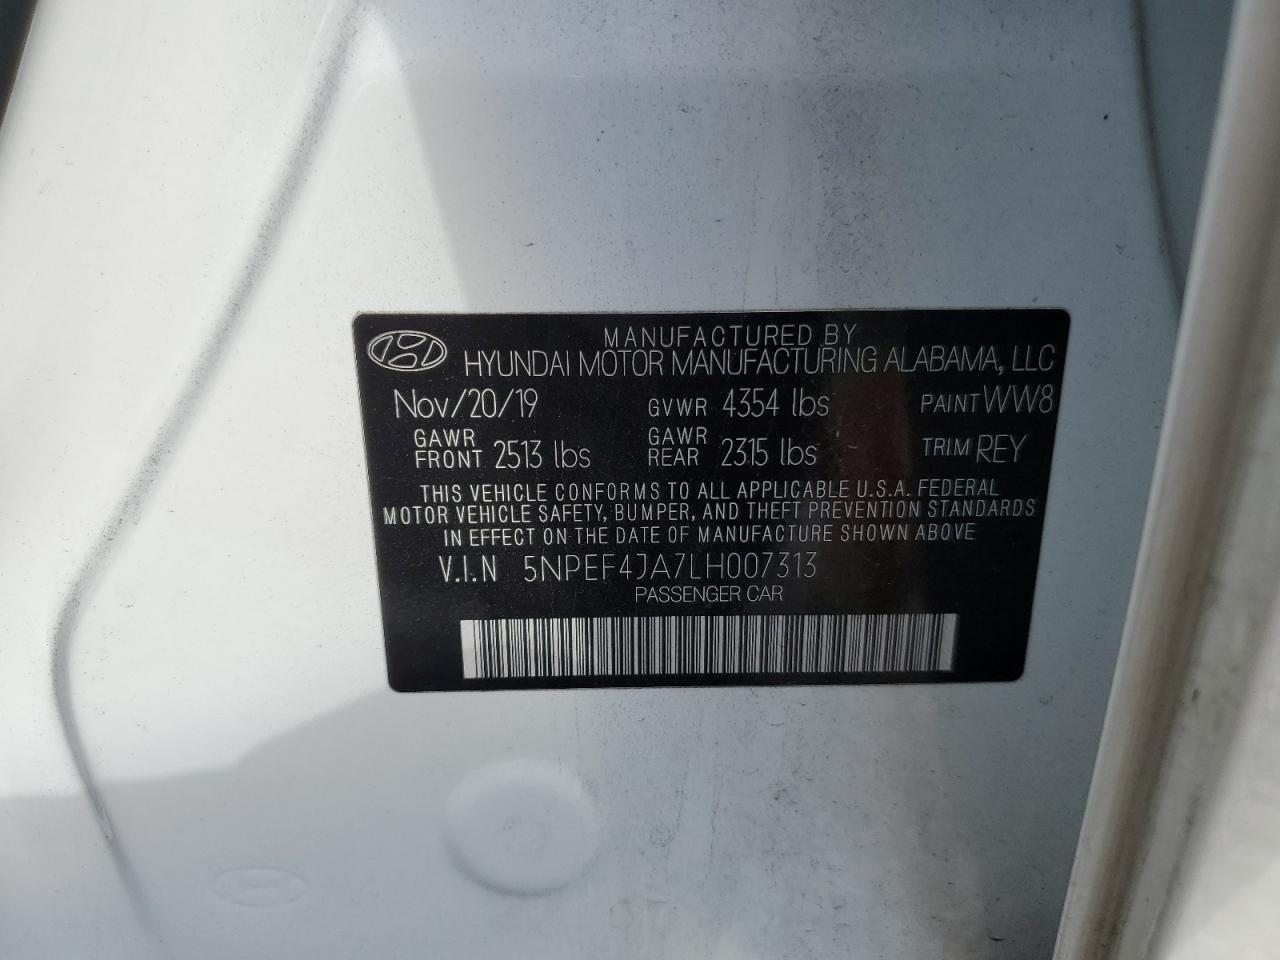 MANUFACTURED BY
HYUNDAI MOTOR MANUFACTURING ALABAMA, LLC
Nov/20/19 GVWR 4354 lbs PAINT WW8
GAWR FRONT 2513 lbs GAWR REAR 2315 lbs TRIM REY
THIS VEHICLE CONFORMS TO ALL APPLICABLE U.S.A. FEDERAL
MOTOR VEHICLE SAFETY, BUMPER, AND THEFT PREVENTION STANDARDS
IN EFFECT ON THE DATE OF MANUFACTURE SHOWN ABOVE
V.I.N 5NPEF4JA7LH007313
PASSENGER CAR